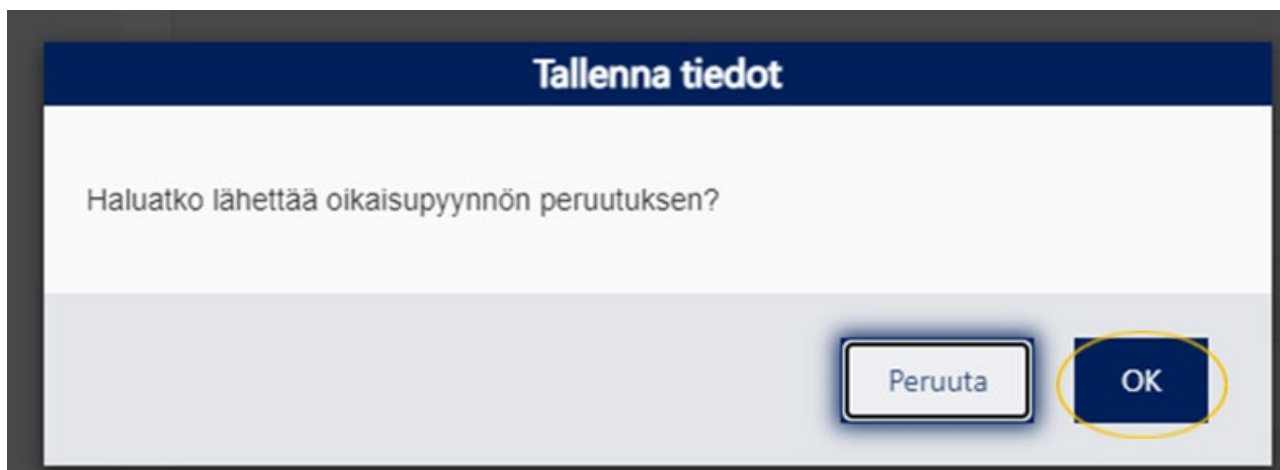 Tallenna tiedot
Haluatko lähettää oikaisupyynnön peruutuksen?
Peruuta OK